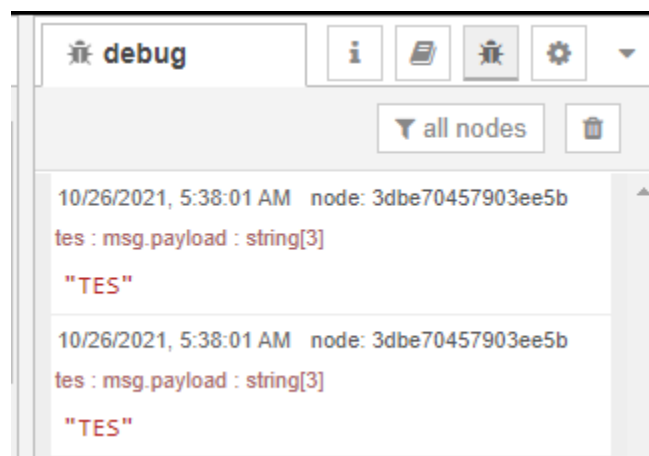 debug
i
all nodes
10/26/2021, 5:38:01 AM node: 3dbe70457903ee5b
tes : msg.payload : string[3]
"TES"
10/26/2021, 5:38:01 AM node: 3dbe70457903ee5b
tes : msg.payload : string[3]
"TES"